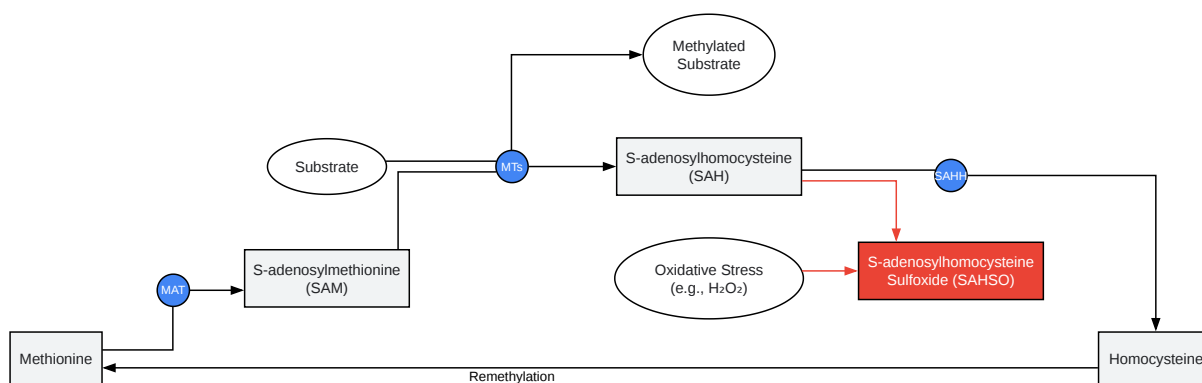 Methylated
Substrate
Substrate
MTs
S-adenosylhomocysteine
(SAH)
SAHH
S-adenosylmethionine
(SAM)
Oxidative Stress
(e.g., H₂O₂)
S-adenosylhomocysteine
Sulfoxide (SAHSO)
MAT
Methionine
Homocysteine
Remethylation